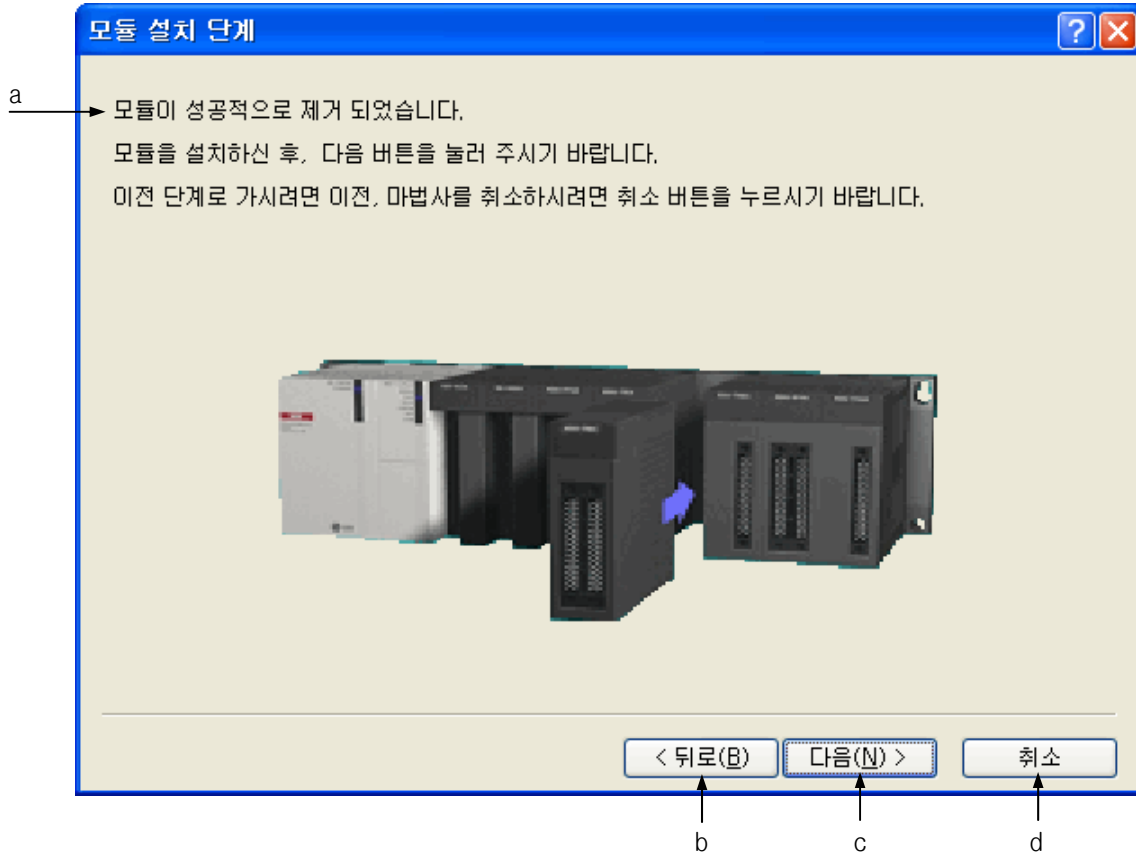 모듈 설치 단계
a
모듈이 성공적으로 제거 되었습니다.
모듈을 설치하신 후, 다음 버튼을 눌러 주시기 바랍니다.
이전 단계로 가시려면 이전, 마법사를 취소하시려면 취소 버튼을 누르시기 바랍니다.
< 뒤로(B)
다음(N) >
취소
b
c
d